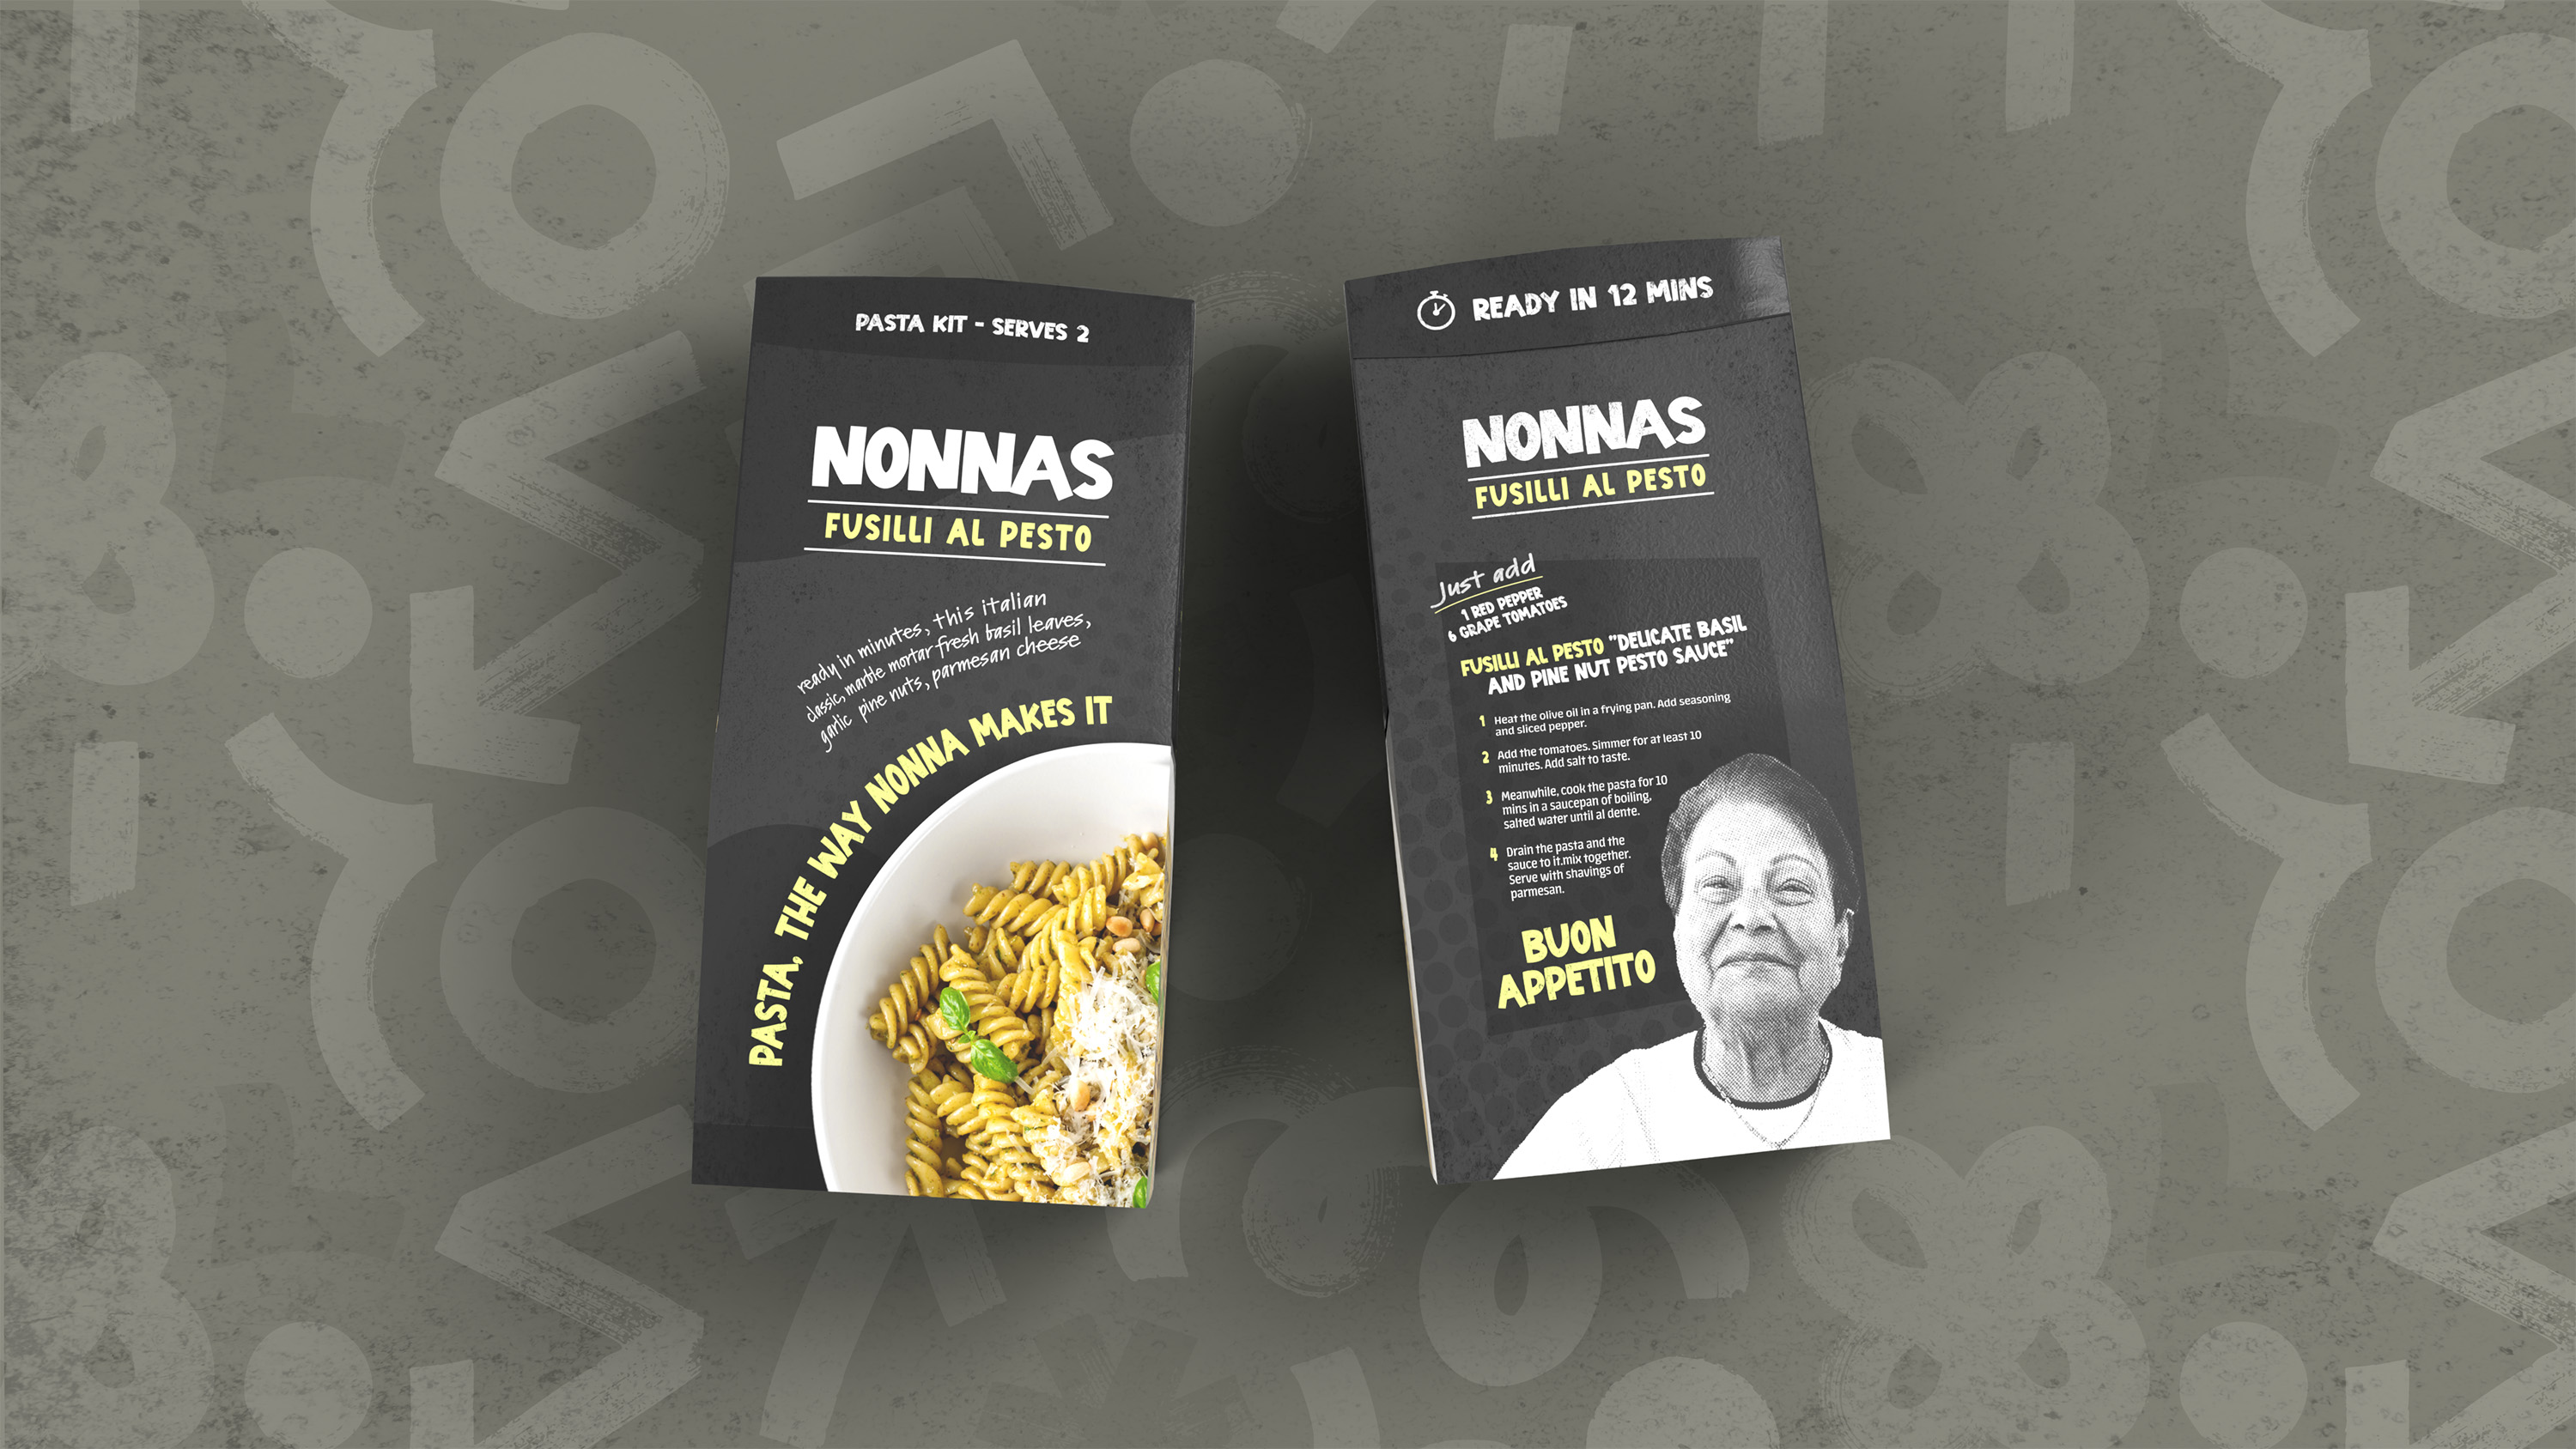 PASTA KIT - SERVES 2
NONNAS
FUSILLI AL PESTO
ready in minutes, this italian
classic, marble mortar fresh basil leaves,
garlic pine nuts, parmesan cheese
PASTA, THE WAY NONNA MAKES IT
READY IN 12 MINS
NONNAS
FUSILLI AL PESTO
Just add
1 RED PEPPER
6 GRAPE TOMATOES
FUSILLI AL PESTO "DELICATE BASIL
AND PINE NUT PESTO SAUCE"
1 Heat the olive oil in a frying pan. Add seasoning
and sliced pepper.
2 Add the tomatoes. Simmer for at least 10
minutes. Add salt to taste.
3 Meanwhile, cook the pasta for 10
mins in a saucepan of boiling,
salted water until al dente.
4 Drain the pasta and the
sauce to it.mix together.
Serve with shavings of
parmesan.
BUON
APPETITO